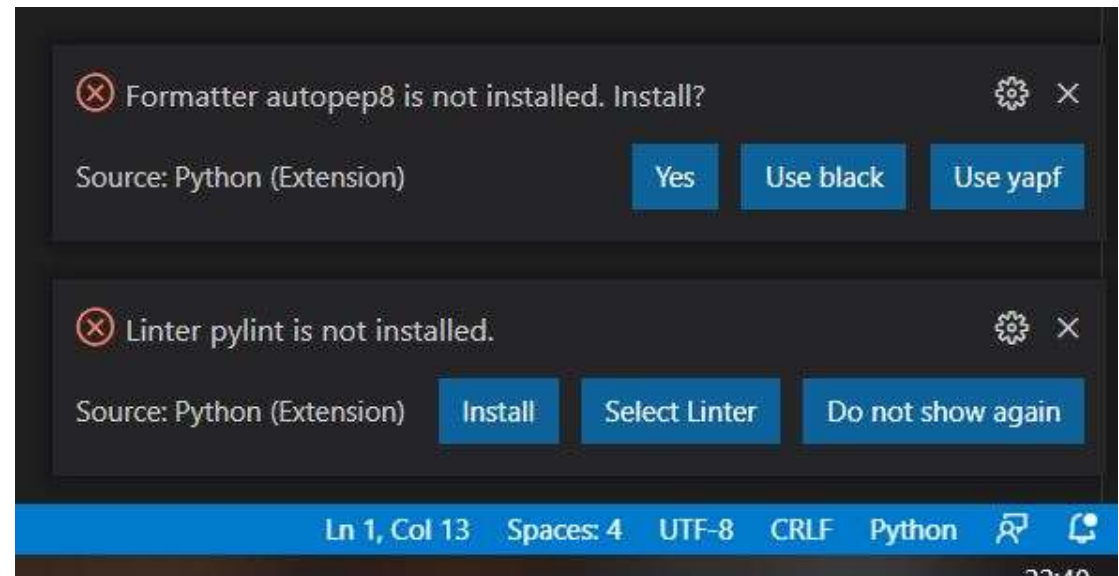 Formatter autopep8 is not installed. Install?
Source: Python (Extension) Yes Use black Use yapf
Linter pylint is not installed.
Source: Python (Extension) Install Select Linter Do not show again
Ln 1, Col 13 Spaces: 4 UTF-8 CRLF Python